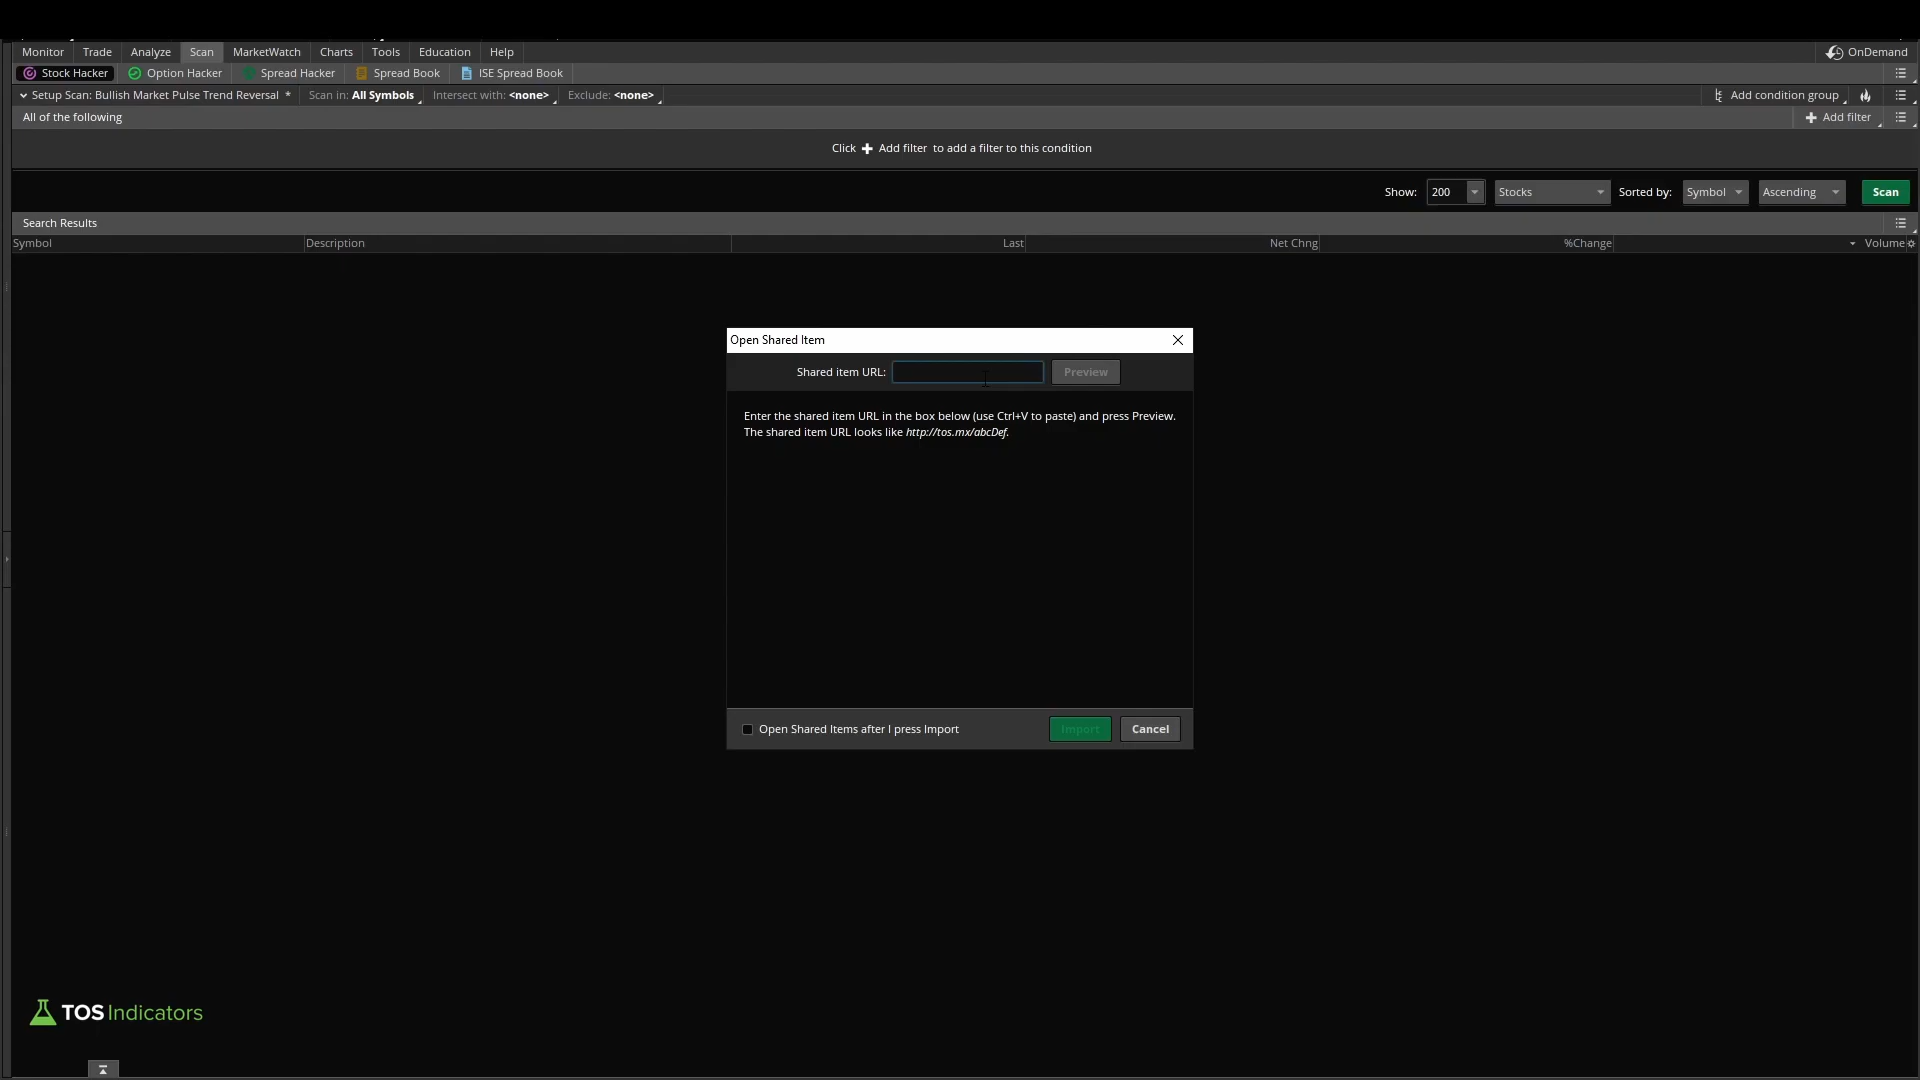 Monitor Trade Analyze Scan MarketWatch Charts Tools Education Help OnDemand
Stock Hacker Option Hacker Spread Hacker Spread Book ISE Spread Book
Setup Scan: Bullish Market Pulse Trend Reversal * Scan in: All Symbols Intersect with: <none> Exclude: <none> Add condition group
All of the following Add filter
Click + Add filter to add a filter to this condition
Show: 200 Stocks Sorted by: Symbol Ascending Scan
Search Results
Symbol Description Last Net Chng %Change Volume
Open Shared Item
Shared item URL: Preview
Enter the shared item URL in the box below (use Ctrl+V to paste) and press Preview.
The shared item URL looks like http://tos.mx/abcDef.
Open Shared Items after I press Import Import Cancel
TOS Indicators